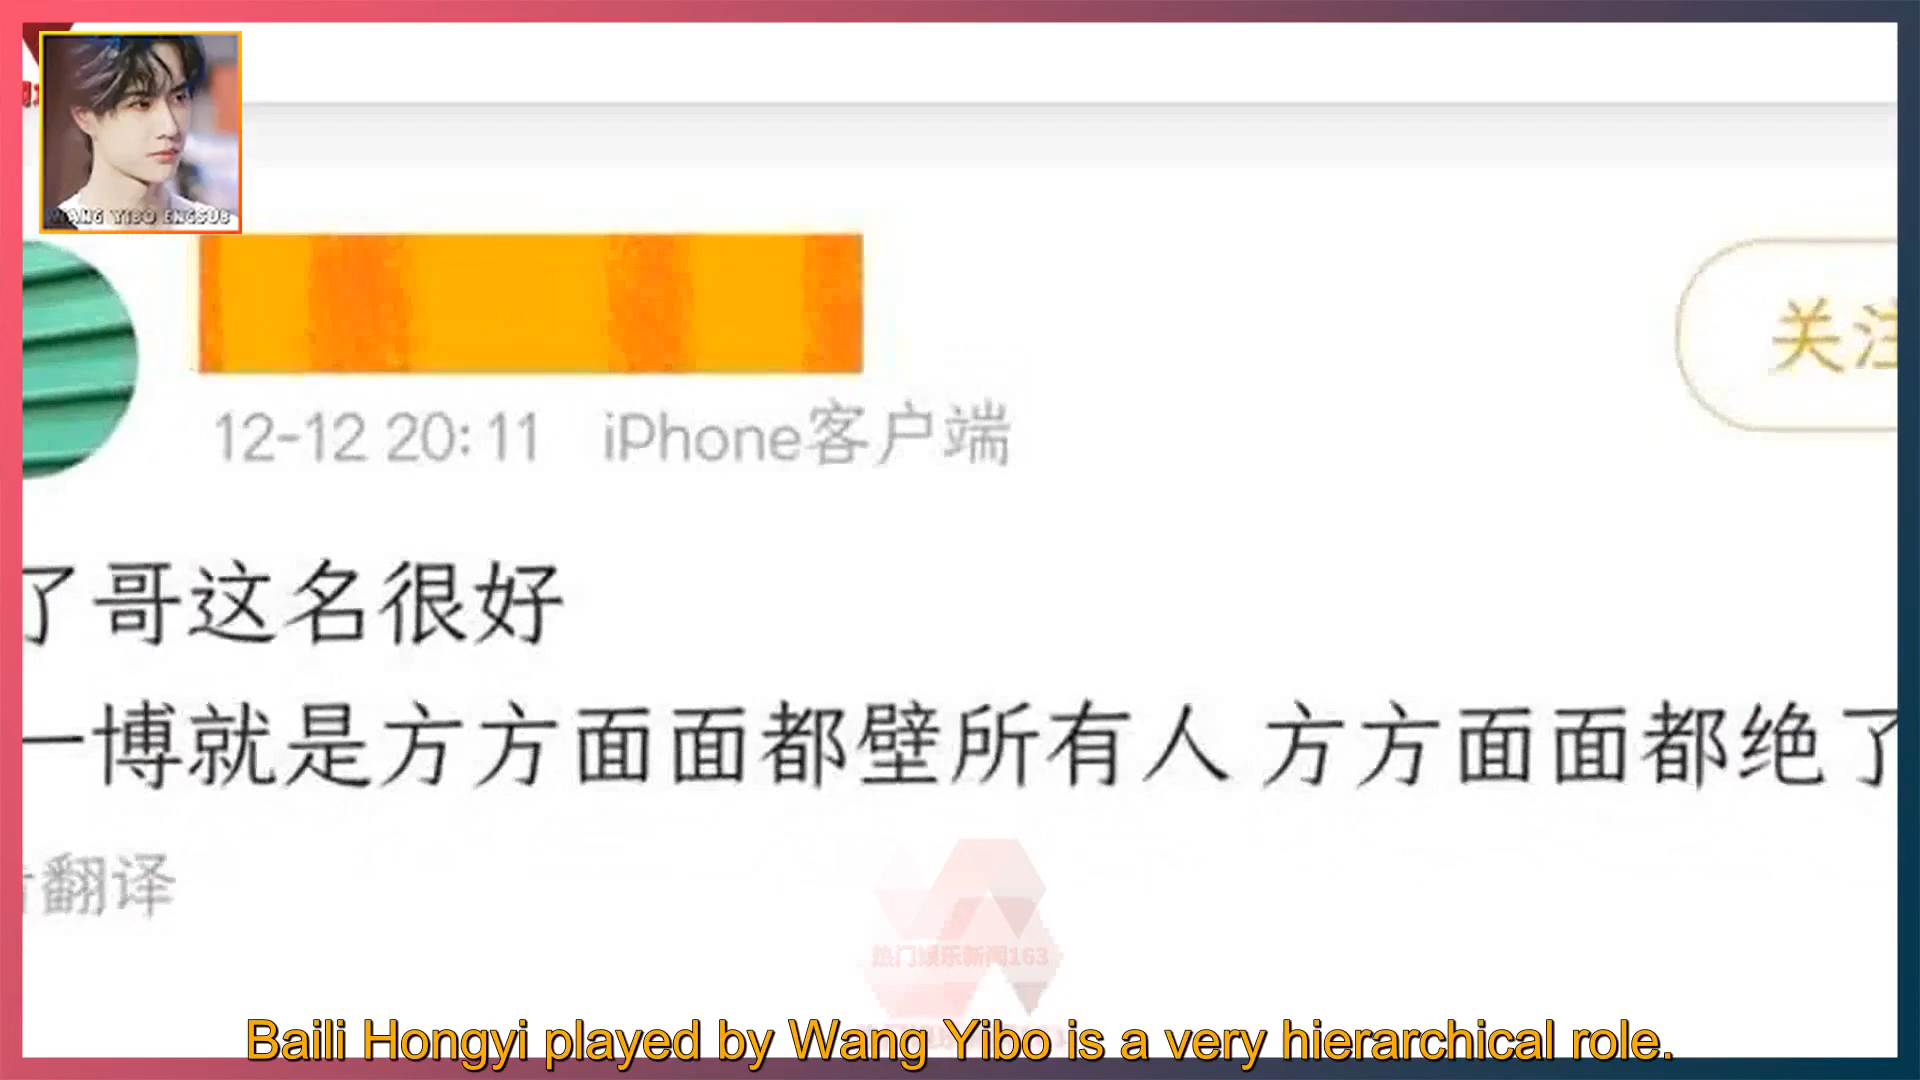 WANG YIBO ENGSUB
关注
12-12 20:11 iPhone客户端
了哥这名很好
一博就是方方面面都壁所有人 方方面面都绝了
翻译
热门娱乐新闻163
Baili Hongyi played by Wang Yibo is a very hierarchical role.